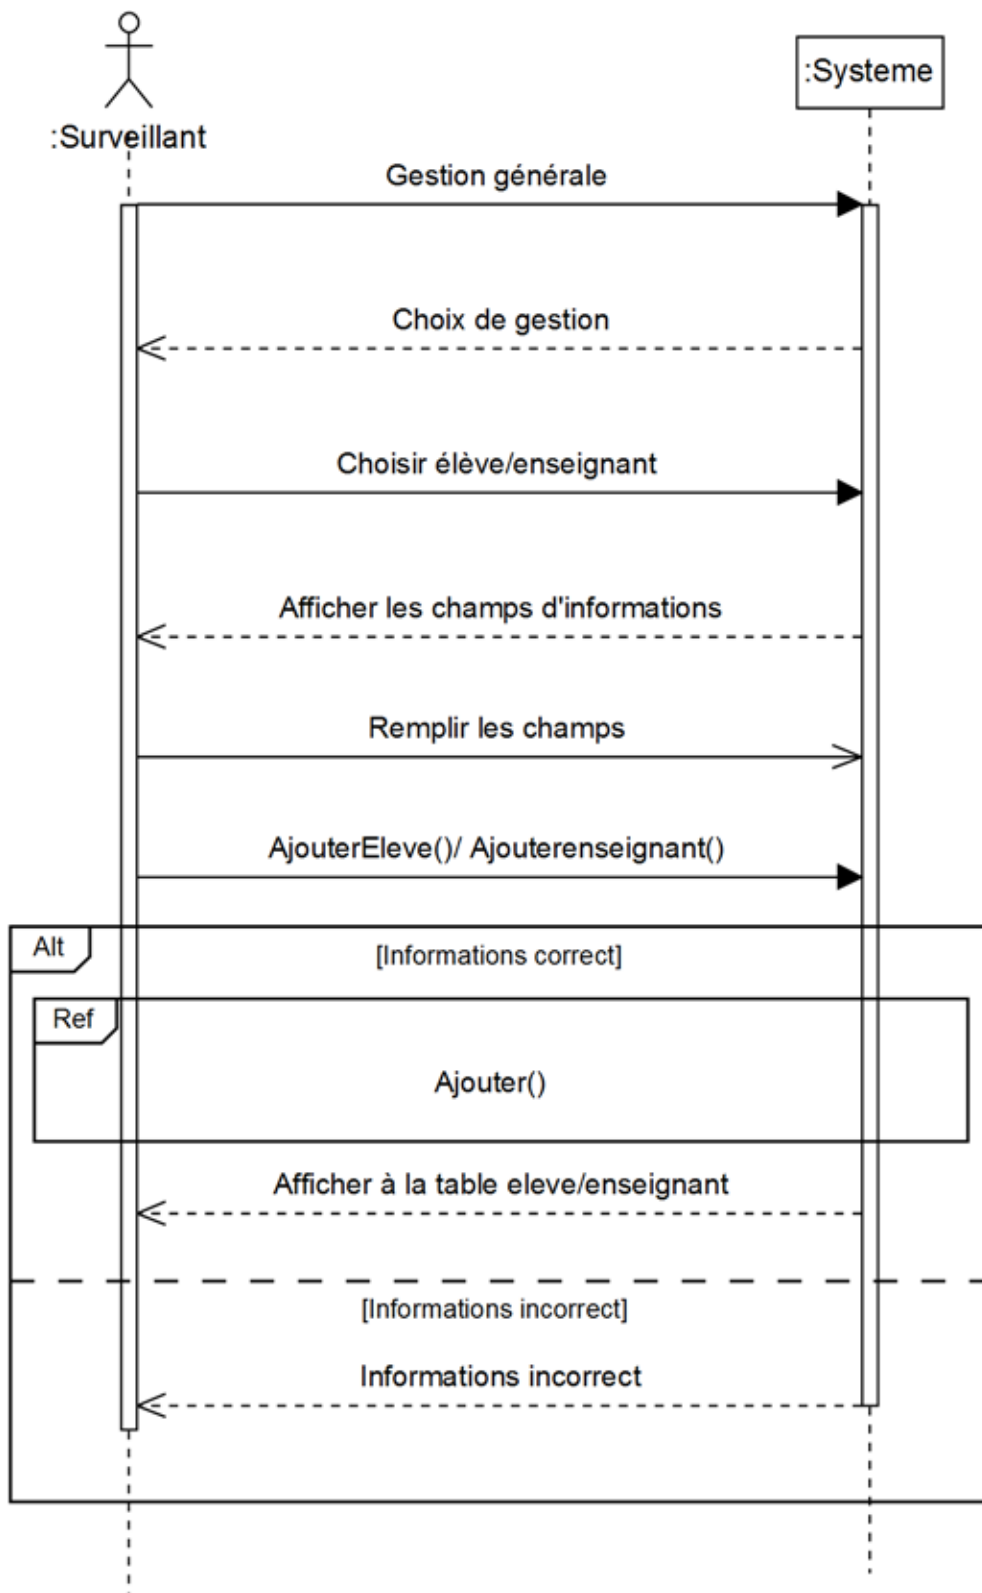 :Systeme
:Surveillant
Gestion générale
Choix de gestion
Choisir élève/enseignant
Afficher les champs d'informations
Remplir les champs
AjouterEleve()/ Ajouterenseignant()
Alt
[Informations correct]
Ref
Ajouter()
Afficher à la table eleve/enseignant
[Informations incorrect]
Informations incorrect